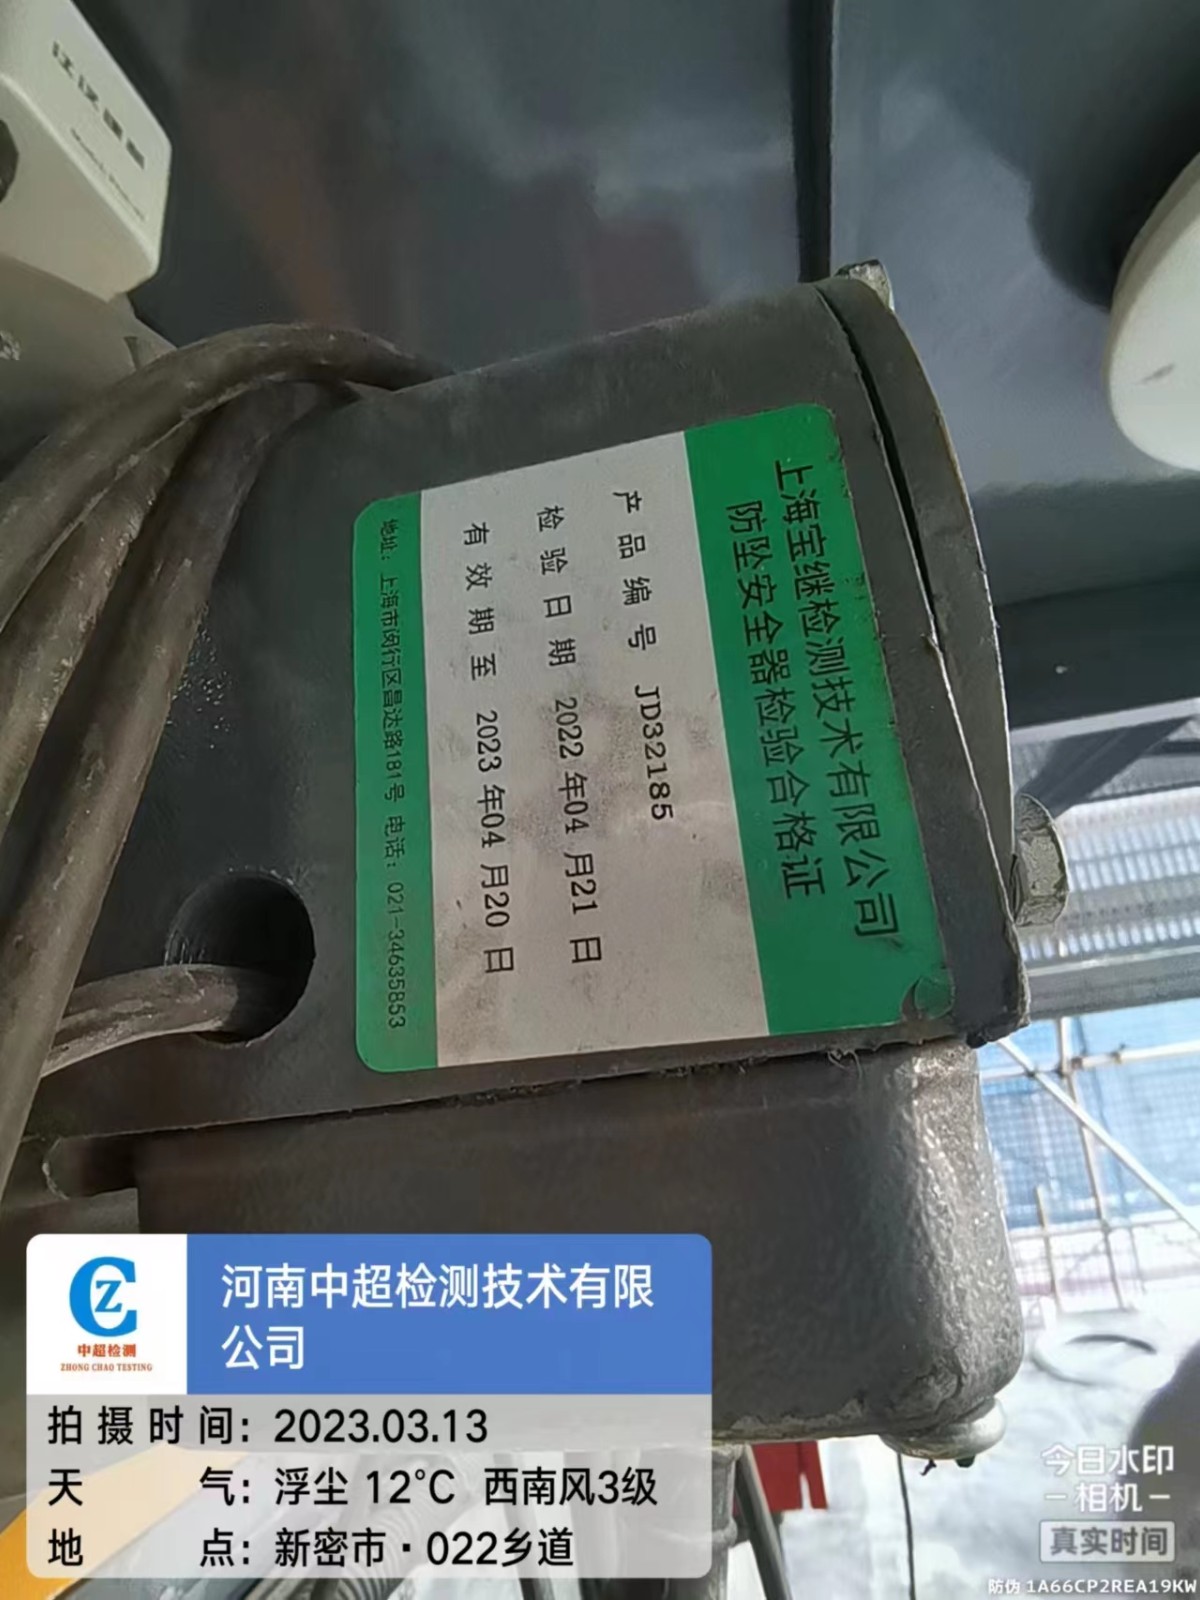 上海宝继检测技术有限公司
防坠安全器检验合格证
产品编号 JD32185
检验日期 2022年04月21日
有效期至 2023年04月20日
地址：上海市闵行区昌达路181号 电话：021-34635853
CZ
中超检测
ZHONG CHAO TESTING
河南中超检测技术有限
公司
拍摄时间：2023.03.13
天气：浮尘 12℃ 西南风3级
地点：新密市·022乡道
今日水印
-相机-
真实时间
防伪 1A66CP2REA19KW